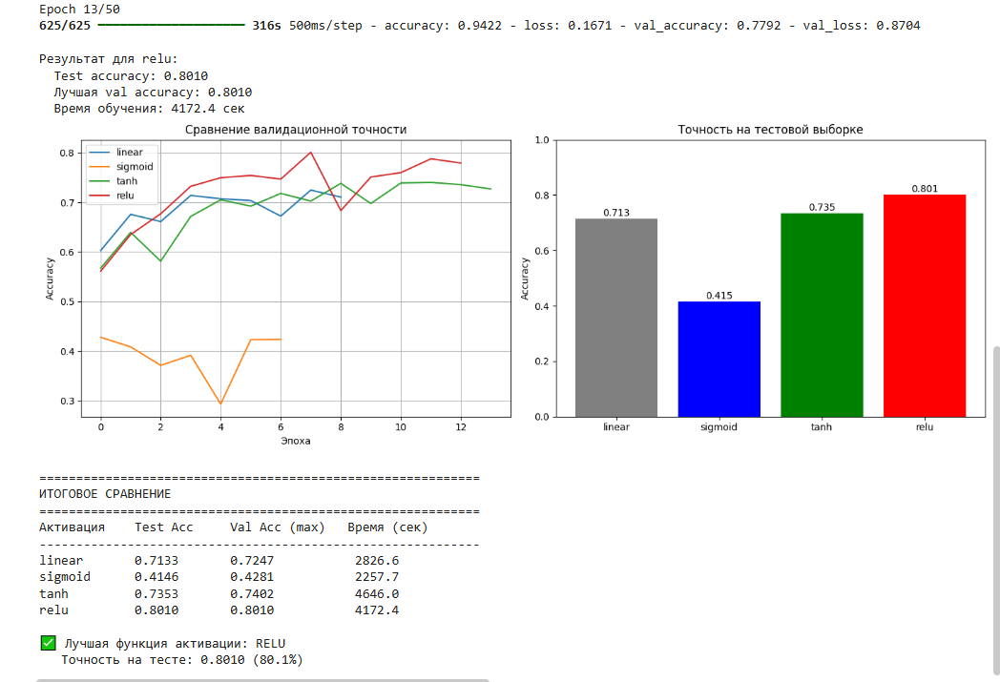 Epoch 13/50
625/625 ━━━━━━━━━━━━━━━━━━━━ 316s 500ms/step - accuracy: 0.9422 - loss: 0.1671 - val_accuracy: 0.7792 - val_loss: 0.8704
Результат для relu:
Test accuracy: 0.8010
Лучшая val accuracy: 0.8010
Время обучения: 4172.4 сек
Сравнение валидационной точности
linear
sigmoid
tanh
relu
0.8
0.7
0.6
0.5
0.4
0.3
Accuracy
0 2 4 6 8 10 12
Эпоха
Точность на тестовой выборке
1.0
0.8
0.6
0.4
0.2
0.0
Accuracy
0.713
0.415
0.735
0.801
linear sigmoid tanh relu
============================================================
ИТОГОВОЕ СРАВНЕНИЕ
============================================================
Активация Test Acc Val Acc (max) Время (сек)
------------------------------------------------------------
linear 0.7133 0.7247 2826.6
sigmoid 0.4146 0.4281 2257.7
tanh 0.7353 0.7402 4646.0
relu 0.8010 0.8010 4172.4
✅ Лучшая функция активации: RELU
Точность на тесте: 0.8010 (80.1%)